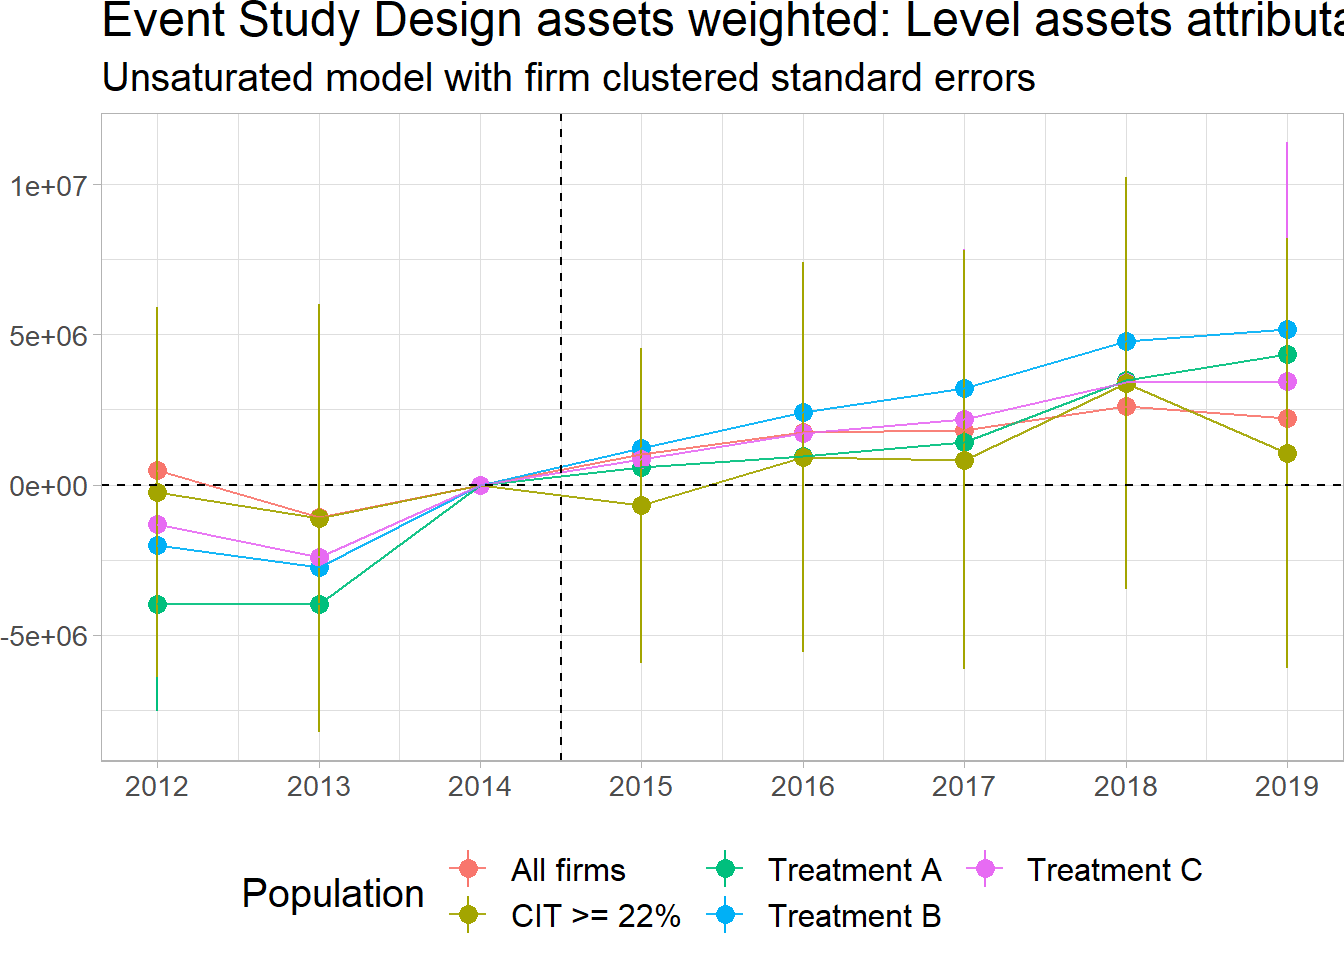 Event Study Design assets weighted: Level assets
Unsaturated model with firm clustered standard errors
1e+07
5e+06
0e+00
-5e+06
2012 2013 2014 2015 2016 2017 2018 2019
Population
All firms Treatment A Treatment C
CIT >= 22% Treatment B